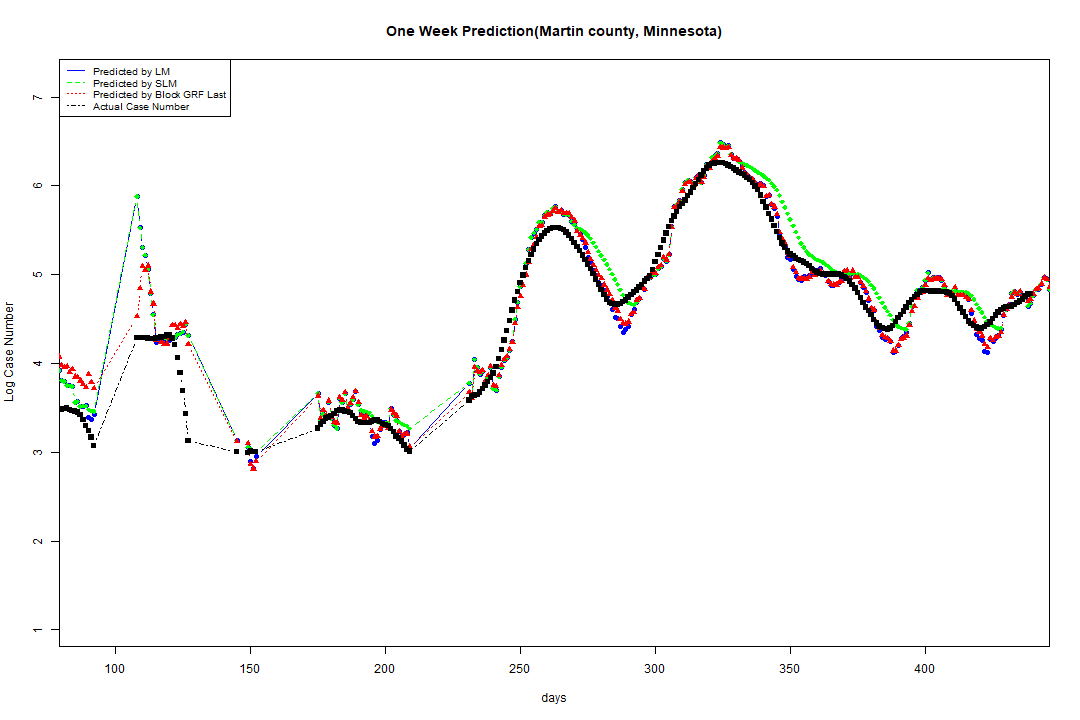 One Week Prediction(Martin county, Minnesota)
Predicted by LM
Predicted by SLM
Predicted by Block GRF Last
Actual Case Number
7
6
5
4
3
2
1
Log Case Number
100 150 200 250 300 350 400
days